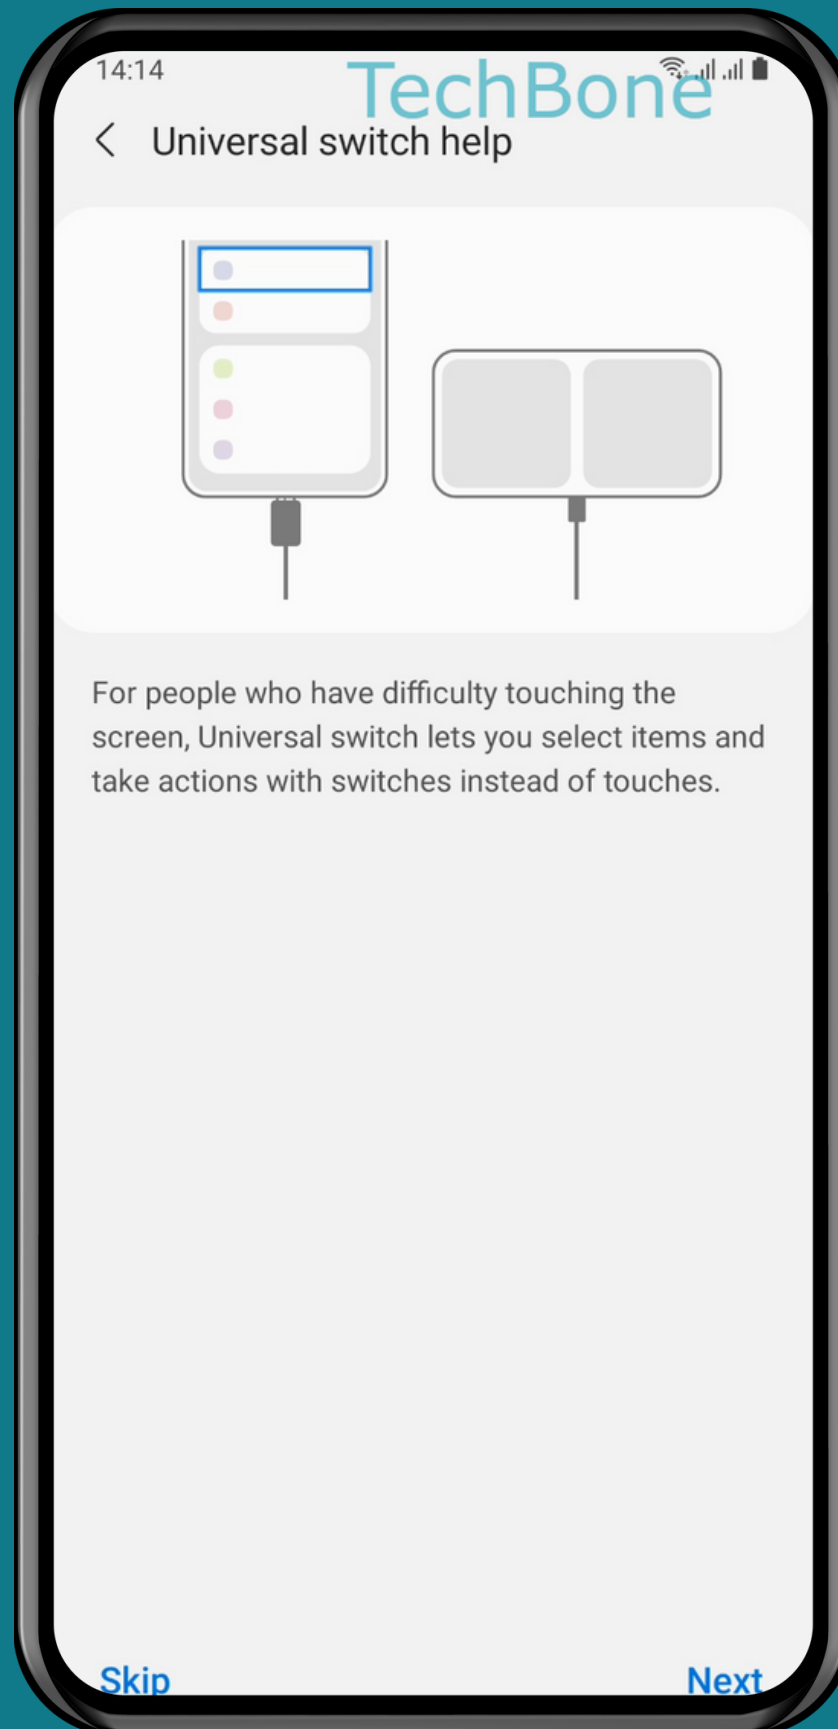 14:14
TechBone
Universal switch help
For people who have difficulty touching the
screen, Universal switch lets you select items and
take actions with switches instead of touches.
Skip
Next